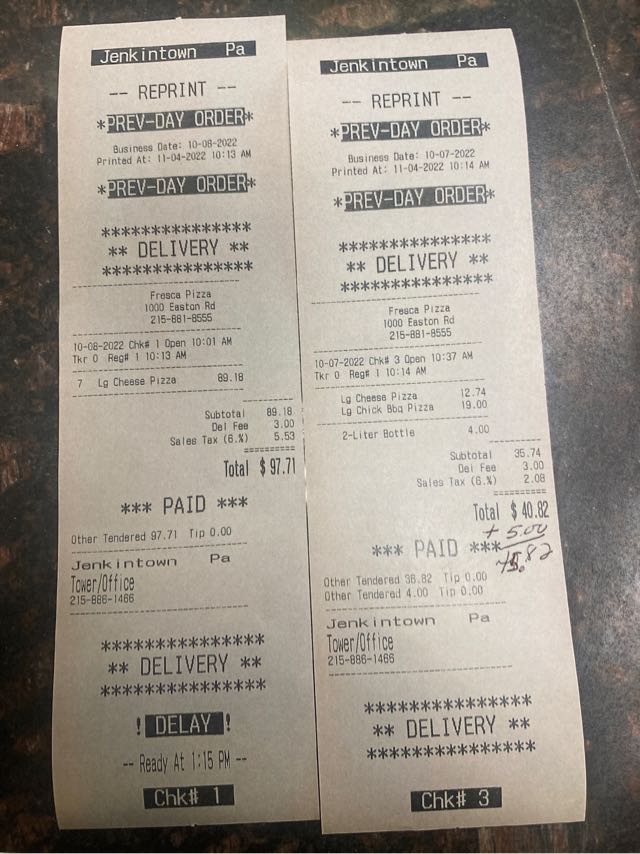 Jenkintown Pa
-- REPRINT --
*PREV-DAY ORDER*
Business Date: 10-08-2022
Printed At: 11-04-2022 10:13 AM
*PREV-DAY ORDER*
***************
** DELIVERY **
***************
Fresca Pizza
1000 Easton Rd
215-881-8555
10-08-2022 Chk# 1 Open 10:01 AM
Tkr 0 Reg# 1 10:13 AM
7 Lg Cheese Pizza 89.18
Subtotal 89.18
Del Fee 3.00
Sales Tax (6.%) 5.53
==========
Total $ 97.71
*** PAID ***
Other Tendered 97.71 Tip 0.00
Jenkintown Pa
Tower/Office
215-886-1466
****************
** DELIVERY **
****************
! DELAY !
-- Ready At 1:15 PM --
Chk# 1
Jenkintown Pa
-- REPRINT --
*PREV-DAY ORDER*
Business Date: 10-07-2022
Printed At: 11-04-2022 10:14 AM
*PREV-DAY ORDER*
***************
** DELIVERY **
***************
Fresca Pizza
1000 Easton Rd
215-881-8555
10-07-2022 Chk# 3 Open 10:37 AM
Tkr 0 Reg# 1 10:14 AM
Lg Cheese Pizza 12.74
Lg Chick Bbq Pizza 19.00
2-Liter Bottle 4.00
Subtotal 35.74
Del Fee 3.00
Sales Tax (6.%) 2.08
==========
Total $ 40.82
+ 5.00
*** PAID ***
45.82
Other Tendered 36.82 Tip 0.00
Other Tendered 4.00 Tip 0.00
Jenkintown Pa
Tower/Office
215-886-1466
****************
** DELIVERY **
****************
Chk# 3